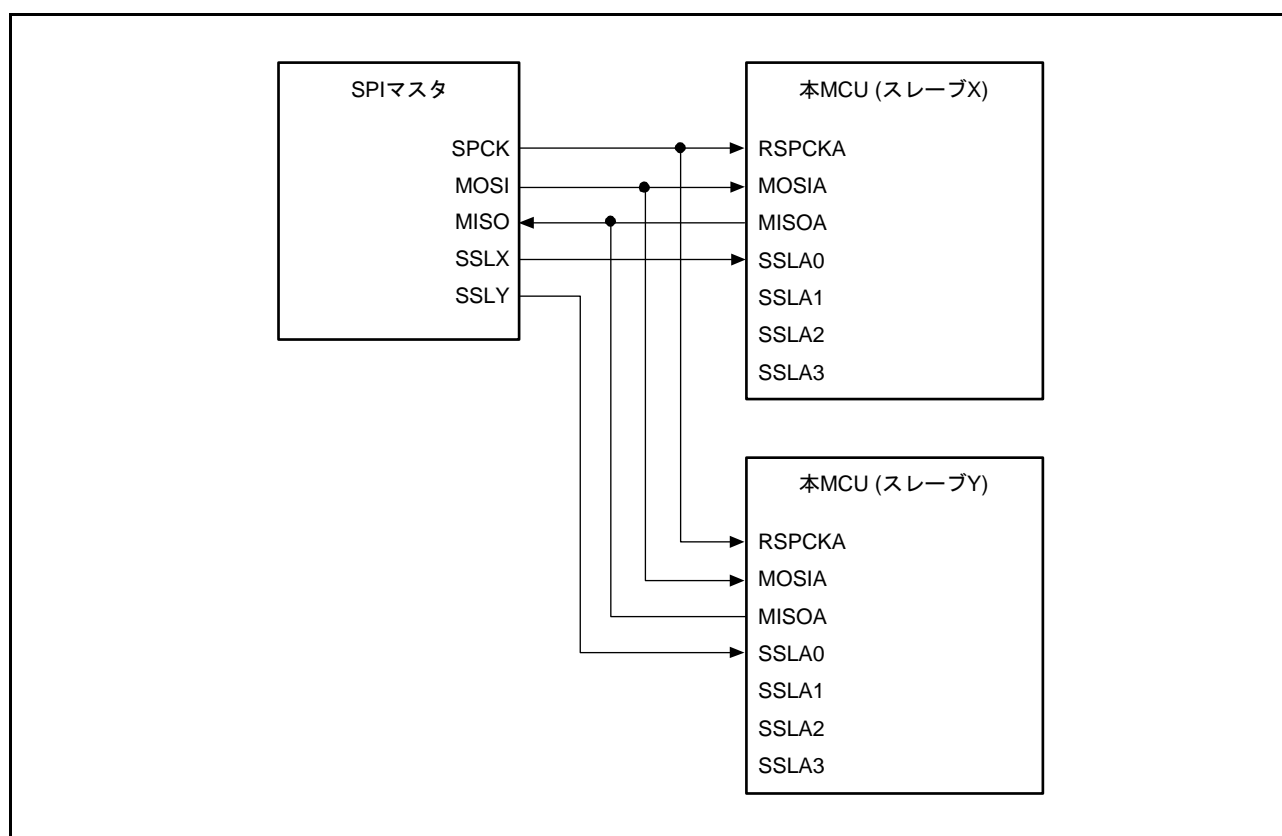 SPIマスタ
SPCK
MOSI
MISO
SSLX
SSLY
本MCU (スレーブX)
RSPCKA
MOSIA
MISOA
SSLA0
SSLA1
SSLA2
SSLA3
本MCU (スレーブY)
RSPCKA
MOSIA
MISOA
SSLA0
SSLA1
SSLA2
SSLA3